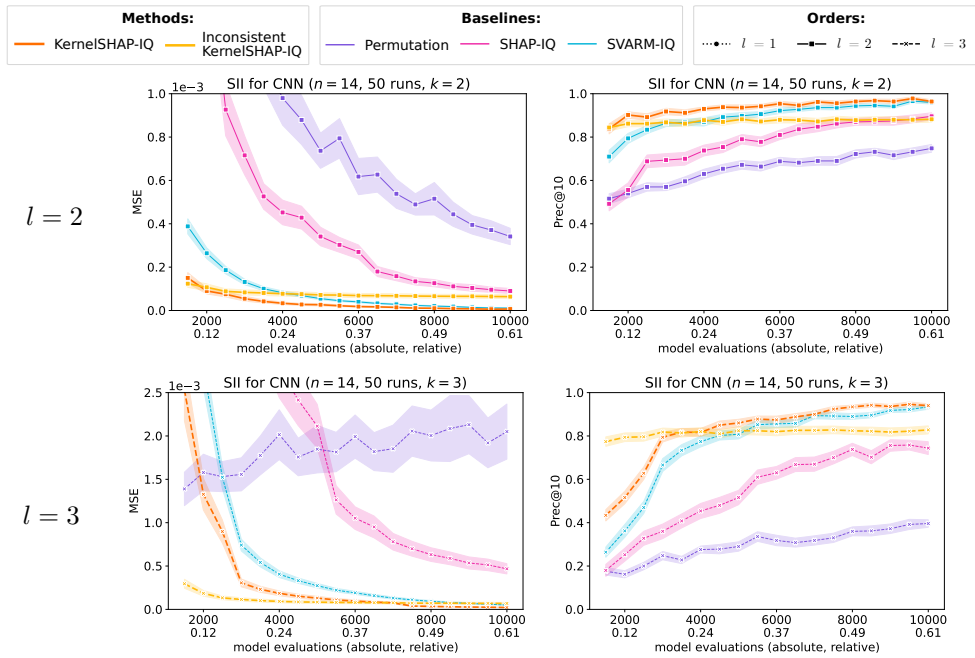 Methods:
KernelSHAP-IQ
Inconsistent
KernelSHAP-IQ
Baselines:
Permutation
SHAP-IQ
SVARM-IQ
Orders:
l = 1
l = 2
l = 3
l = 2
SII for CNN (n = 14, 50 runs, k = 2)
1e−3
MSE
1.0
0.8
0.6
0.4
0.2
0.0
2000 4000 6000 8000 10000
0.12 0.24 0.37 0.49 0.61
model evaluations (absolute, relative)
SII for CNN (n = 14, 50 runs, k = 2)
Prec@10
1.0
0.8
0.6
0.4
0.2
0.0
2000 4000 6000 8000 10000
0.12 0.24 0.37 0.49 0.61
model evaluations (absolute, relative)
l = 3
SII for CNN (n = 14, 50 runs, k = 3)
1e−3
MSE
2.5
2.0
1.5
1.0
0.5
0.0
2000 4000 6000 8000 10000
0.12 0.24 0.37 0.49 0.61
model evaluations (absolute, relative)
SII for CNN (n = 14, 50 runs, k = 3)
Prec@10
1.0
0.8
0.6
0.4
0.2
0.0
2000 4000 6000 8000 10000
0.12 0.24 0.37 0.49 0.61
model evaluations (absolute, relative)